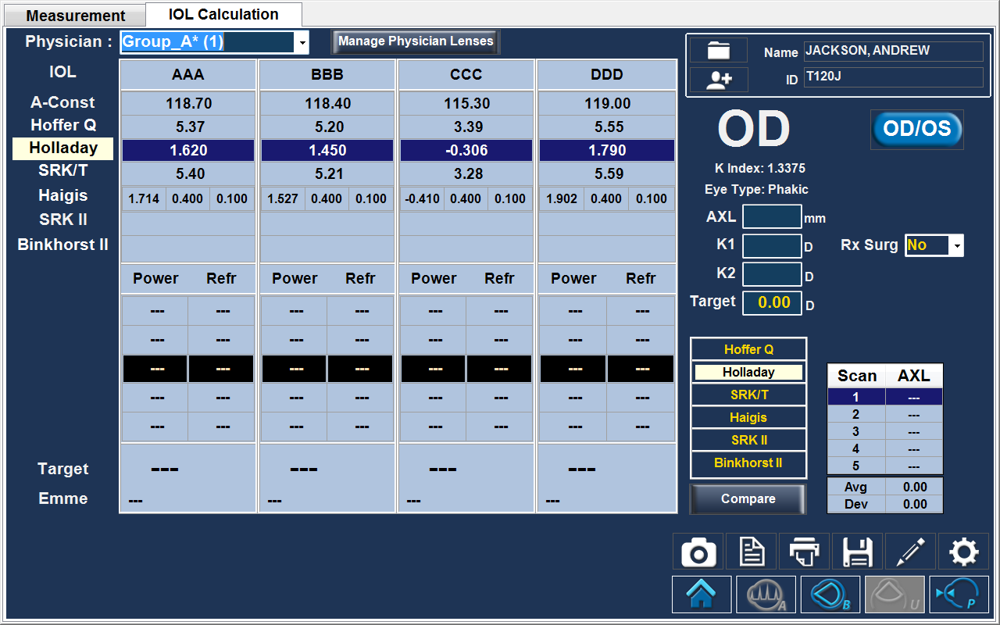 Measurement IOL Calculation
Physician : Group_A* (1) Manage Physician Lenses
Name JACKSON, ANDREW
ID T120J
IOL AAA BBB CCC DDD
A-Const 118.70 118.40 115.30 119.00
Hoffer Q 5.37 5.20 3.39 5.55
Holladay 1.620 1.450 -0.306 1.790
SRK/T 5.40 5.21 3.28 5.59
Haigis 1.714 0.400 0.100 1.527 0.400 0.100 -0.410 0.400 0.100 1.902 0.400 0.100
SRK II
Binkhorst II
Power Refr Power Refr Power Refr Power Refr
--- --- --- --- --- --- --- ---
--- --- --- --- --- --- --- ---
--- --- --- --- --- --- --- ---
--- --- --- --- --- --- --- ---
--- --- --- --- --- --- --- ---
Target --- --- --- ---
Emme --- --- --- ---
OD OD/OS
K Index: 1.3375
Eye Type: Phakic
AXL mm
K1 D Rx Surg No
K2 D
Target 0.00 D
Hoffer Q
Holladay
SRK/T
Haigis
SRK II
Binkhorst II
Compare
Scan AXL
1 ---
2 ---
3 ---
4 ---
5 ---
Avg 0.00
Dev 0.00
A B U P